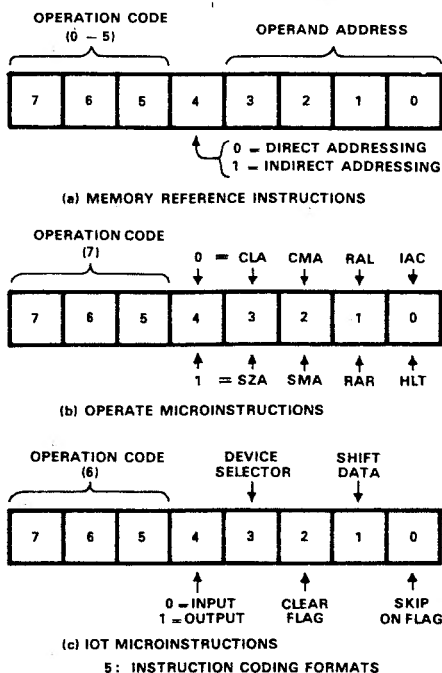 OPERATION CODE
(0 – 5)
OPERAND ADDRESS
7 6 5 4 3 2 1 0
0 = DIRECT ADDRESSING
1 = INDIRECT ADDRESSING
(a) MEMORY REFERENCE INSTRUCTIONS
OPERATION CODE
(7)
0 = CLA CMA RAL IAC
7 6 5 4 3 2 1 0
1 = SZA SMA RAR HLT
(b) OPERATE MICROINSTRUCTIONS
OPERATION CODE
(6)
DEVICE
SELECTOR
SHIFT
DATA
7 6 5 4 3 2 1 0
0 = INPUT
1 = OUTPUT
CLEAR
FLAG
SKIP
ON FLAG
(c) IOT MICROINSTRUCTIONS
5: INSTRUCTION CODING FORMATS